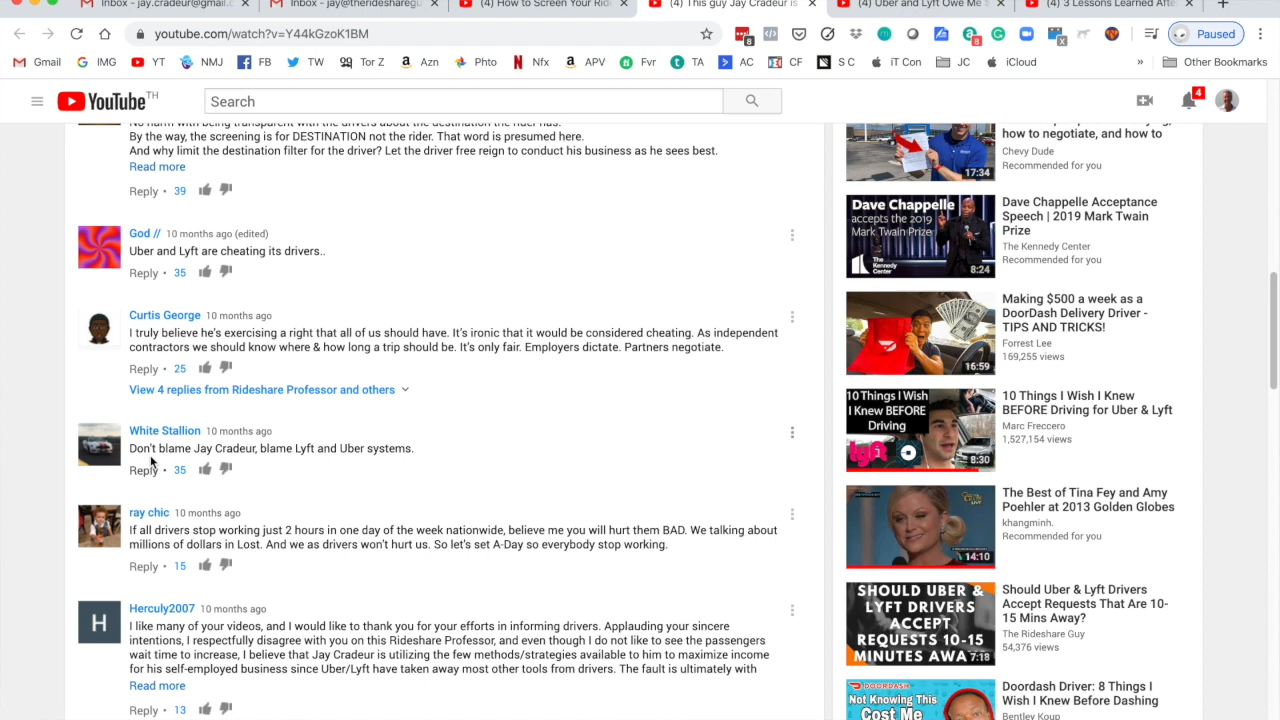 Inbox - jay.cradeur@gmail.c
Inbox - jay@theridesharegu
(4) How to Screen Your Ride
(4) This guy Jay Cradeur is
(4) Uber and Lyft Owe Me S
(4) 3 Lessons Learned Afte
youtube.com/watch?v=Y44kGzoK1BM
8
8
X
Paused
Gmail
IMG
YT
NMJ
FB
TW
Tor Z
Azn
Phto
Nfx
APV
Fvr
TA
AC
CF
S C
iT Con
JC
iCloud
»
Other Bookmarks
YouTube TH
Search
4
No harm with being transparent with the drivers about the destination the rider has.
By the way, the screening is for DESTINATION not the rider. That word is presumed here.
And why limit the destination filter for the driver? Let the driver free reign to conduct his business as he sees best.
Read more
Reply • 39
God // 10 months ago (edited)
Uber and Lyft are cheating its drivers..
Reply • 35
Curtis George 10 months ago
I truly believe he's exercising a right that all of us should have. It's ironic that it would be considered cheating. As independent
contractors we should know where & how long a trip should be. It's only fair. Employers dictate. Partners negotiate.
Reply • 25
View 4 replies from Rideshare Professor and others
White Stallion 10 months ago
Don't blame Jay Cradeur, blame Lyft and Uber systems.
Reply • 35
ray chic 10 months ago
If all drivers stop working just 2 hours in one day of the week nationwide, believe me you will hurt them BAD. We talking about
millions of dollars in Lost. And we as drivers won't hurt us. So let's set A-Day so everybody stop working.
Reply • 15
H
Herculy2007 10 months ago
I like many of your videos, and I would like to thank you for your efforts in informing drivers. Applauding your sincere
intentions, I respectfully disagree with you on this Rideshare Professor, and even though I do not like to see the passengers
wait time to increase, I believe that Jay Cradeur is utilizing the few methods/strategies available to him to maximize income
for his self-employed business since Uber/Lyft have taken away most other tools from drivers. The fault is ultimately with
Read more
Reply • 13
how to negotiate, and how to
Chevy Dude
Recommended for you
17:34
Dave Chappelle
accepts the 2019
Mark Twain Prize
The
Kennedy
Center
8:24
Dave Chappelle Acceptance
Speech | 2019 Mark Twain
Prize
The Kennedy Center
Recommended for you
16:59
Making $500 a week as a
DoorDash Delivery Driver -
TIPS AND TRICKS!
Forrest Lee
169,255 views
10 Things I Wish
I Knew BEFORE
Driving
lyft
8:30
10 Things I Wish I Knew
BEFORE Driving for Uber & Lyft
Marc Freccero
1,527,154 views
14:10
The Best of Tina Fey and Amy
Poehler at 2013 Golden Globes
khangminh.
Recommended for you
SHOULD UBER &
LYFT DRIVERS
ACCEPT
REQUESTS 10-15
MINUTES AWA
7:18
Should Uber & Lyft Drivers
Accept Requests That Are 10-
15 Mins Away?
The Rideshare Guy
54,376 views
DOORDASH
Not Knowing This
Cost Me
Doordash Driver: 8 Things I
Wish I Knew Before Dashing
Bentley Koup